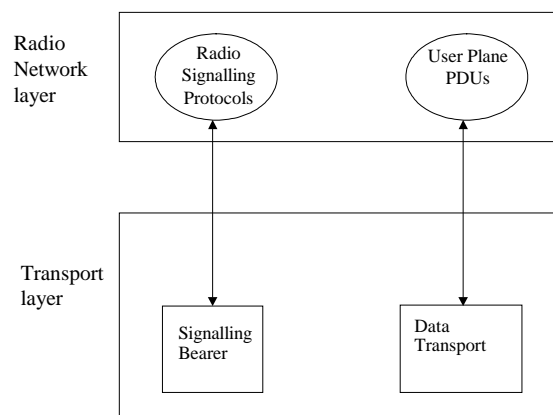 Radio
Network
layer
Radio
Signalling
Protocols
User Plane
PDUs
Transport
layer
Signalling
Bearer
Data
Transport